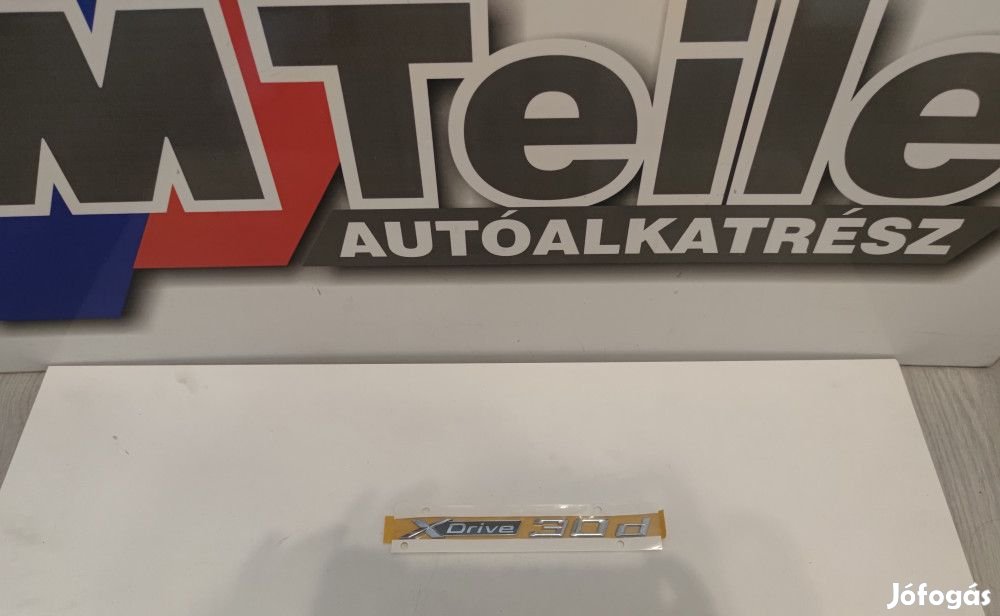 MTeile
AUTÓALKATRÉSZ
XDrive 30d
Jófogás